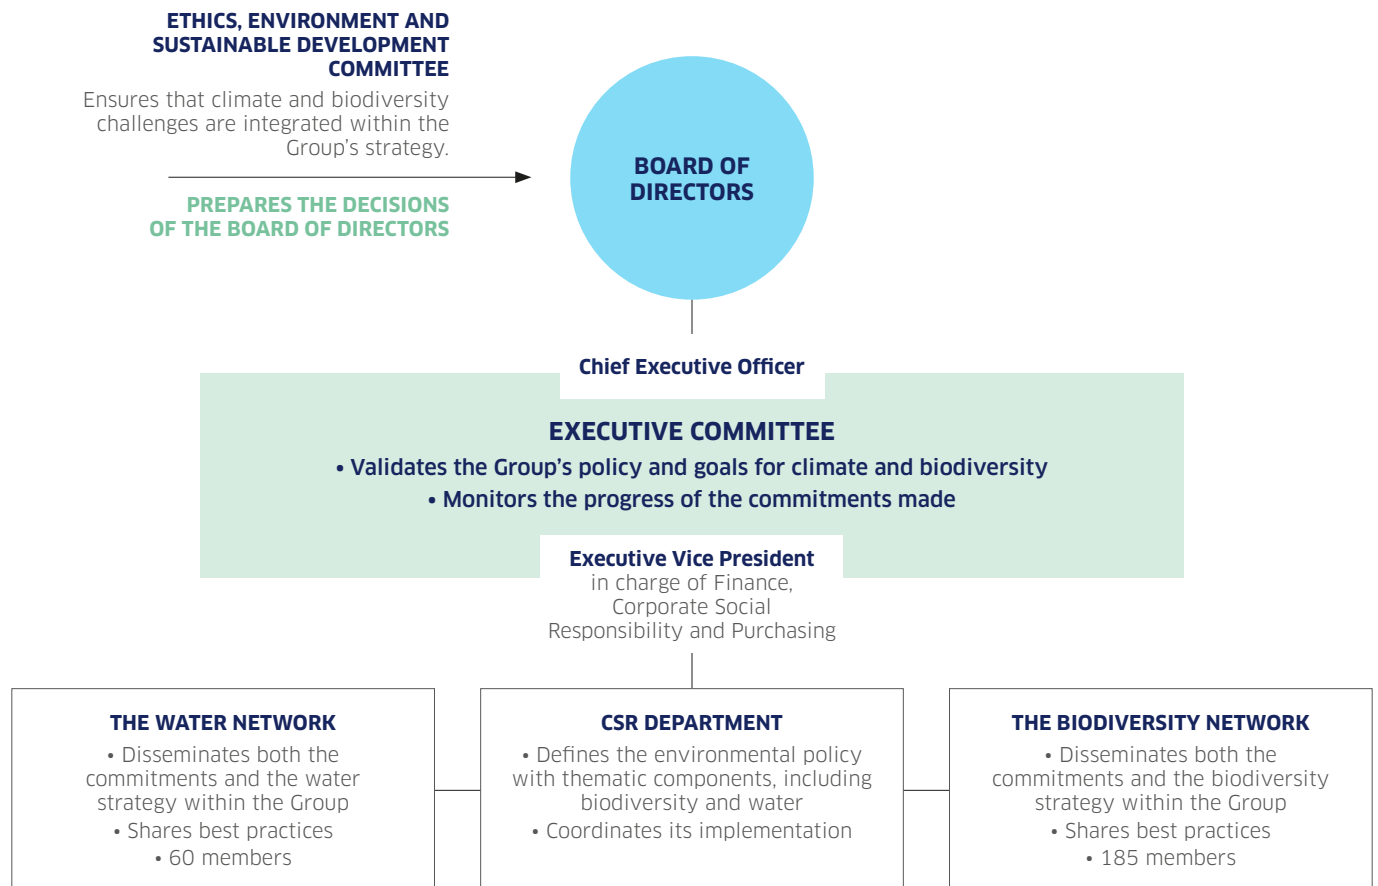 ETHICS, ENVIRONMENT AND
SUSTAINABLE DEVELOPMENT
COMMITTEE
Ensures that climate and biodiversity
challenges are integrated within the
Group’s strategy.
PREPARES THE DECISIONS
OF THE BOARD OF DIRECTORS
BOARD OF
DIRECTORS
Chief Executive Officer
EXECUTIVE COMMITTEE
• Validates the Group’s policy and goals for climate and biodiversity
• Monitors the progress of the commitments made
Executive Vice President
in charge of Finance,
Corporate Social
Responsibility and Purchasing
THE WATER NETWORK
• Disseminates both the
commitments and the water
strategy within the Group
• Shares best practices
• 60 members
CSR DEPARTMENT
• Defines the environmental policy
with thematic components, including
biodiversity and water
• Coordinates its implementation
THE BIODIVERSITY NETWORK
• Disseminates both the
commitments and the biodiversity
strategy within the Group
• Shares best practices
• 185 members